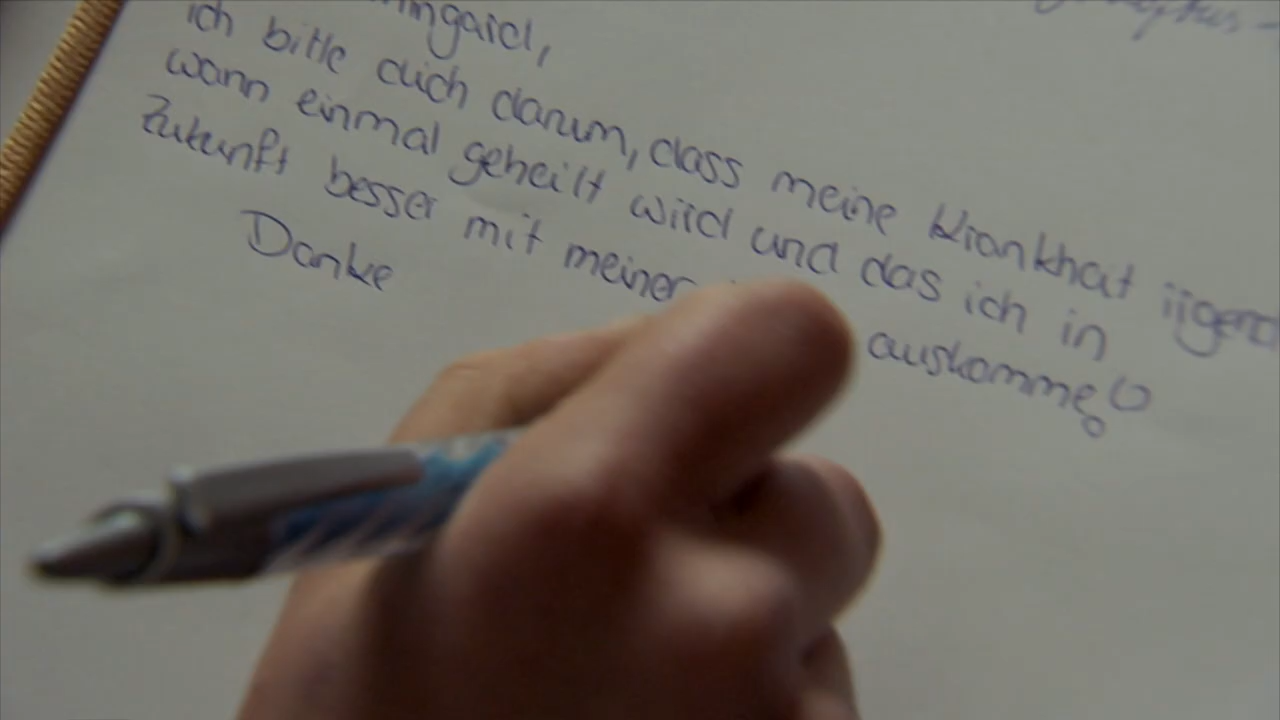 ich bitte dich darum, dass meine Krankhat irgend
wann einmal geheilt wird und das ich in
Zukunft besser mit meiner auskomme
Danke